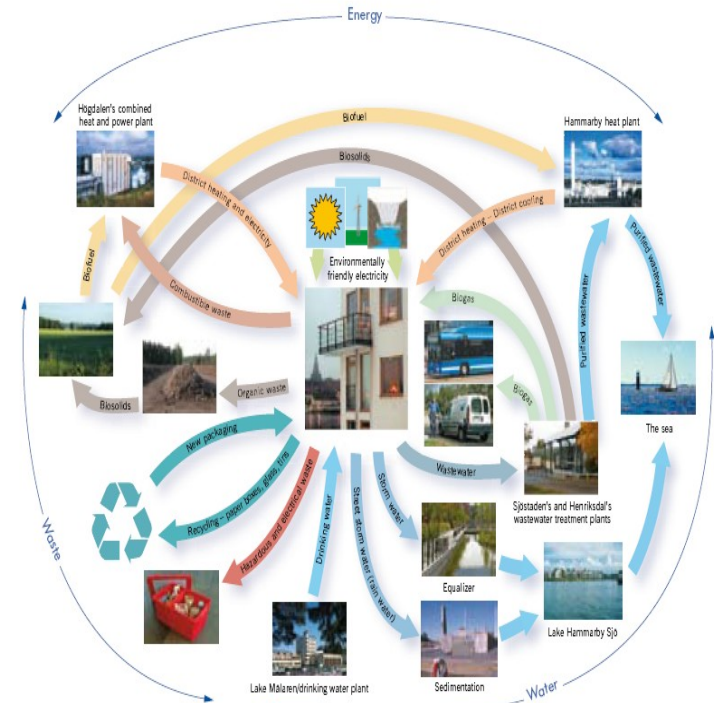 Energy
Högdalen's combined
heat and power plant
Hammarby heat plant
Biofuel
Biosolids
District heating and electricity
District heating – District cooling
Environmentally
friendly electricity
Biofuel
Combustible waste
Biogas
Purified wastewater
Purified wastewater
Organic waste
Biosolids
Biogas
The sea
New packaging
Wastewater
Sjöstaden's and Henriksdal's
wastewater treatment plants
Recycling – paper boxes, glass, tins
Hazardous and electrical waste
Drinking water
Storm water
Street storm water (rain water)
Waste
Equalizer
Lake Hammarby Sjö
Lake Mälaren/drinking water plant
Sedimentation
Water